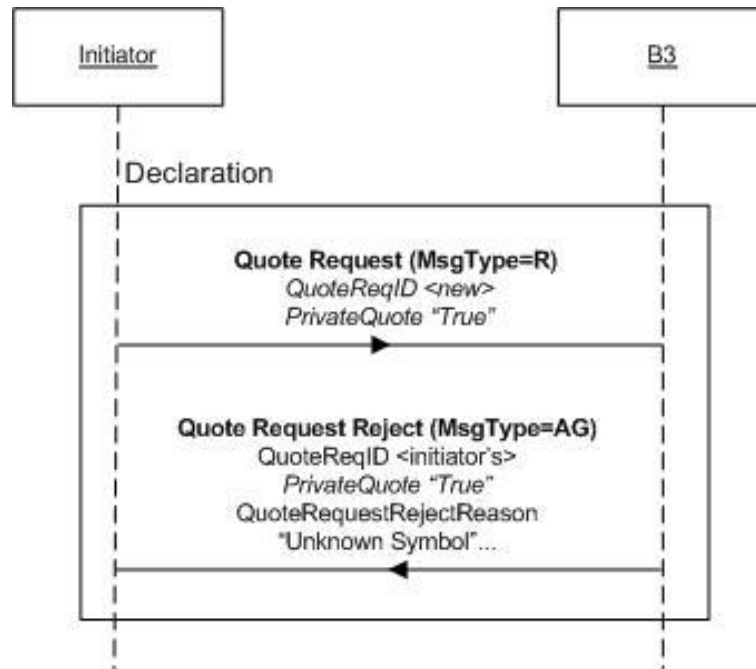 Initiator
B3
Declaration
Quote Request (MsgType=R)
QuoteReqID <new>
PrivateQuote “True”
Quote Request Reject (MsgType=AG)
QuoteReqID <initiator's>
PrivateQuote “True”
QuoteRequestRejectReason
“Unknown Symbol”...